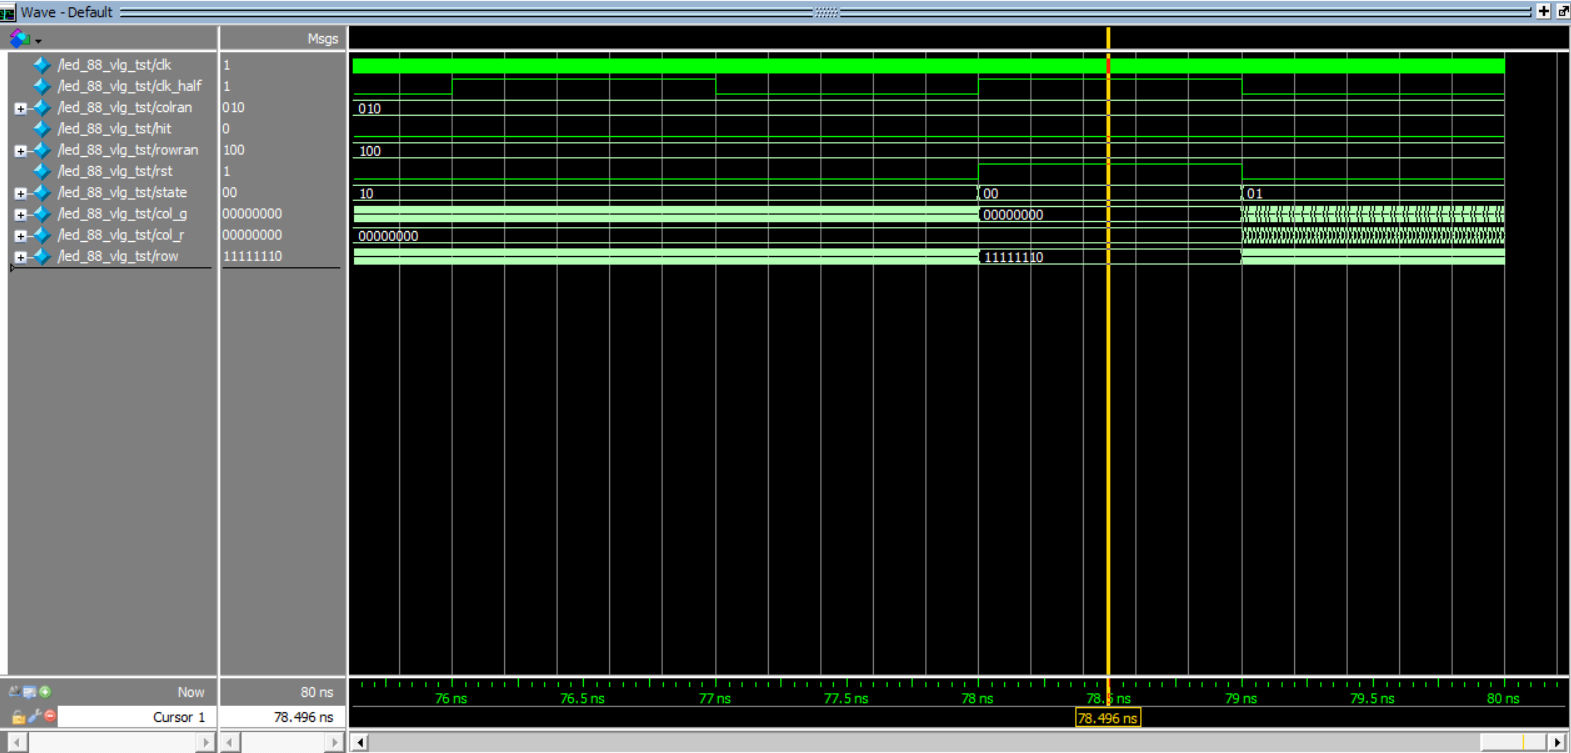 Wave - Default
Msgs
/led_88_vlg_tst/clk 1
/led_88_vlg_tst/clk_half 1
/led_88_vlg_tst/colran 010 010
/led_88_vlg_tst/hit 0
/led_88_vlg_tst/rowran 100 100
/led_88_vlg_tst/rst 1
/led_88_vlg_tst/state 00 10 00 01
/led_88_vlg_tst/col_g 00000000 00000000
/led_88_vlg_tst/col_r 00000000 00000000
/led_88_vlg_tst/row 11111110 11111110
Now 80 ns 76 ns 76.5 ns 77 ns 77.5 ns 78 ns 78.5 ns 79 ns 79.5 ns 80 ns
Cursor 1 78.496 ns 78.496 ns